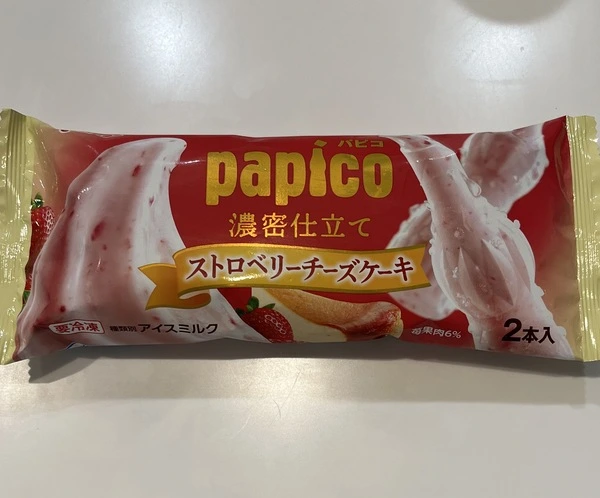 パピコ
papico
濃密仕立て
ストロベリーチーズケーキ
要冷凍 種類別 アイスミルク
苺果肉6%
2本入